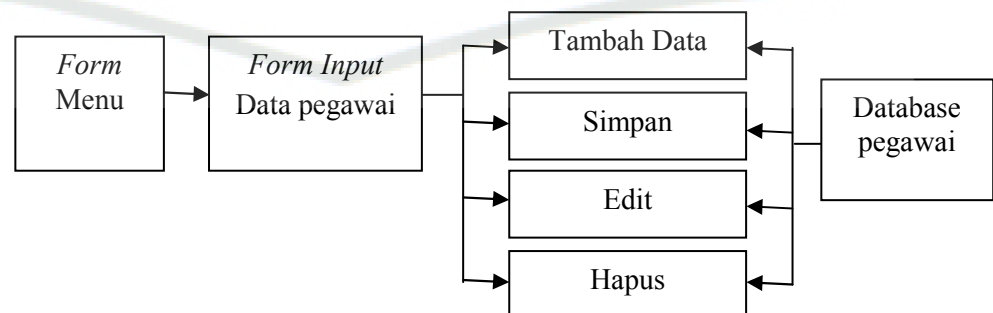 Form
Menu
Form Input
Data pegawai
Tambah Data
Simpan
Edit
Hapus
Database
pegawai